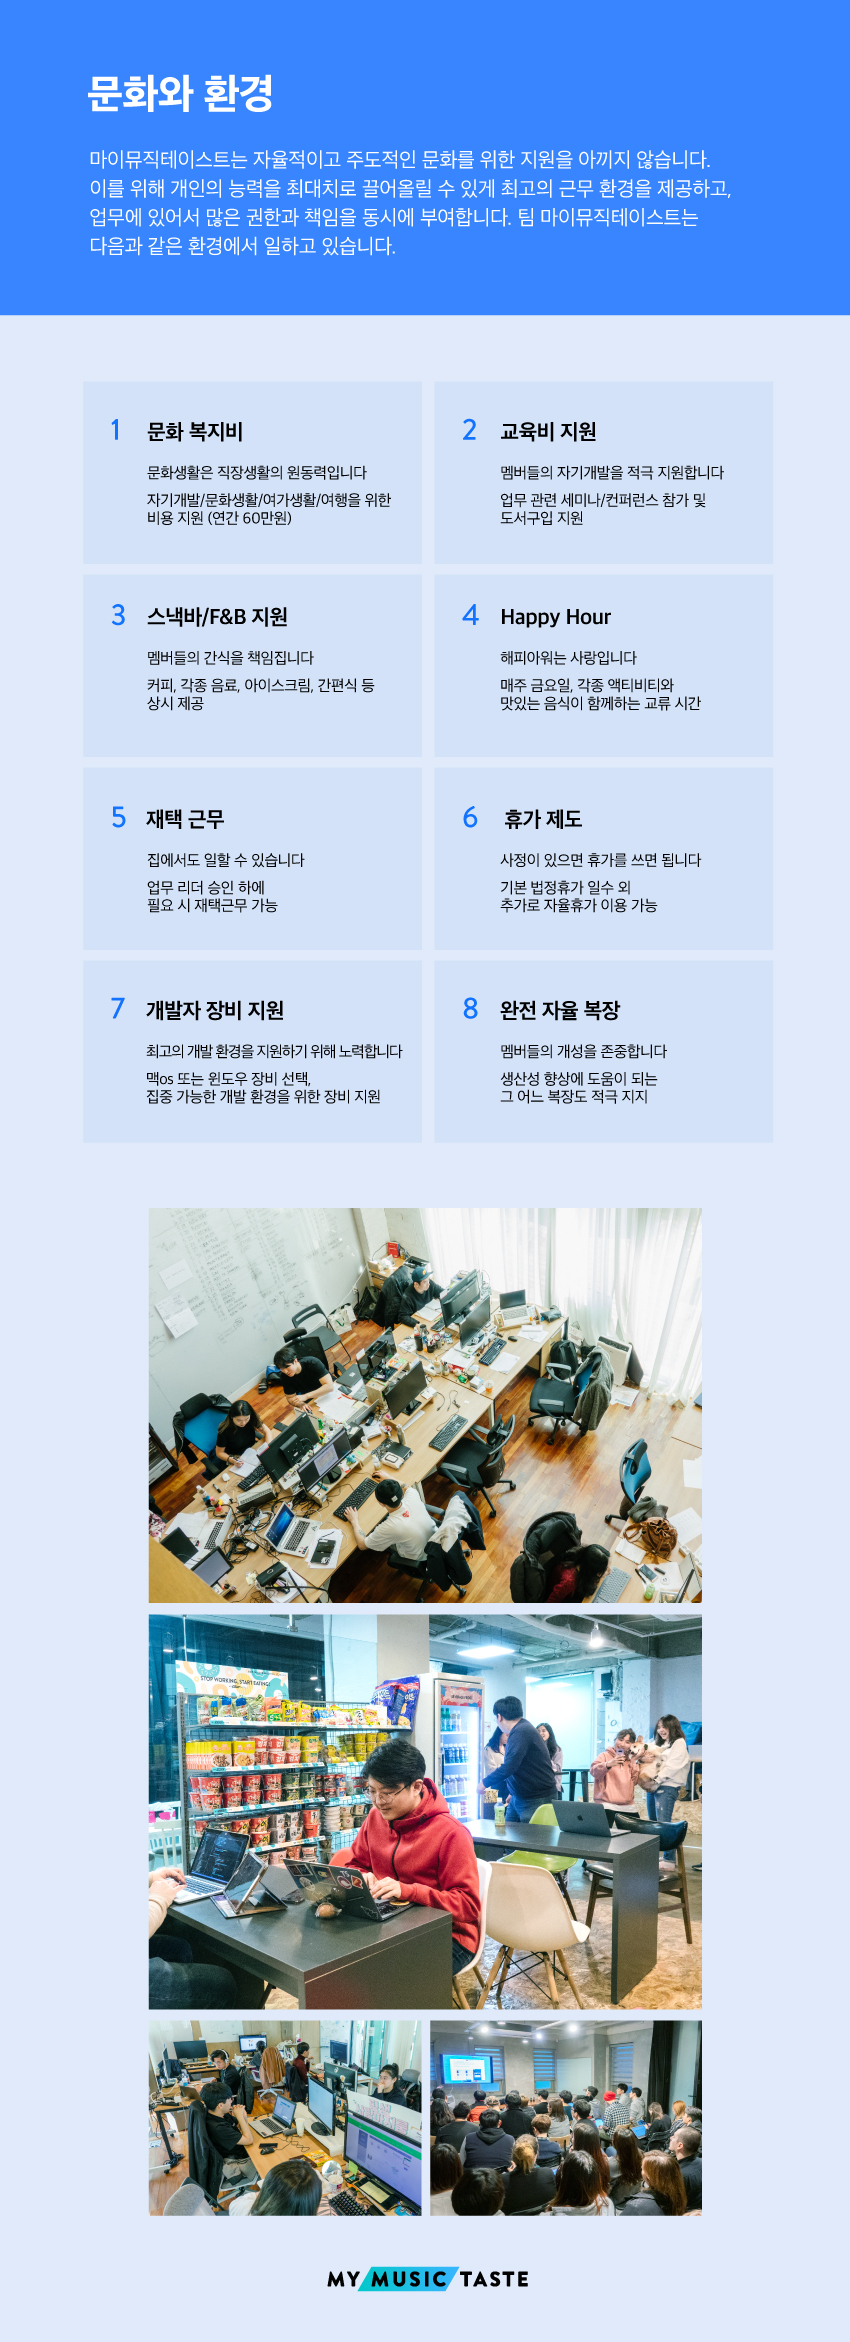 문화와 환경
마이뮤직테이스트는 자율적이고 주도적인 문화를 위한 지원을 아끼지 않습니다.
이를 위해 개인의 능력을 최대치로 끌어올릴 수 있게 최고의 근무 환경을 제공하고,
업무에 있어서 많은 권한과 책임을 동시에 부여합니다. 팀 마이뮤직테이스트는
다음과 같은 환경에서 일하고 있습니다.
1 문화 복지비
문화생활은 직장생활의 원동력입니다
자기개발/문화생활/여가생활/여행을 위한
비용 지원 (연간 60만원)
2 교육비 지원
멤버들의 자기개발을 적극 지원합니다
업무 관련 세미나/컨퍼런스 참가 및
도서구입 지원
3 스낵바/F&B 지원
멤버들의 간식을 책임집니다
커피, 각종 음료, 아이스크림, 간편식 등
상시 제공
4 Happy Hour
해피아워는 사랑입니다
매주 금요일, 각종 액티비티와
맛있는 음식이 함께하는 교류 시간
5 재택 근무
집에서도 일할 수 있습니다
업무 리더 승인 하에
필요 시 재택근무 가능
6 휴가 제도
사정이 있으면 휴가를 쓰면 됩니다
기본 법정휴가 일수 외
추가로 자율휴가 이용 가능
7 개발자 장비 지원
최고의 개발 환경을 지원하기 위해 노력합니다
맥os 또는 윈도우 장비 선택,
집중 가능한 개발 환경을 위한 장비 지원
8 완전 자율 복장
멤버들의 개성을 존중합니다
생산성 향상에 도움이 되는
그 어느 복장도 적극 지지
STOP WORKING, START EATING!
MY MUSIC TASTE